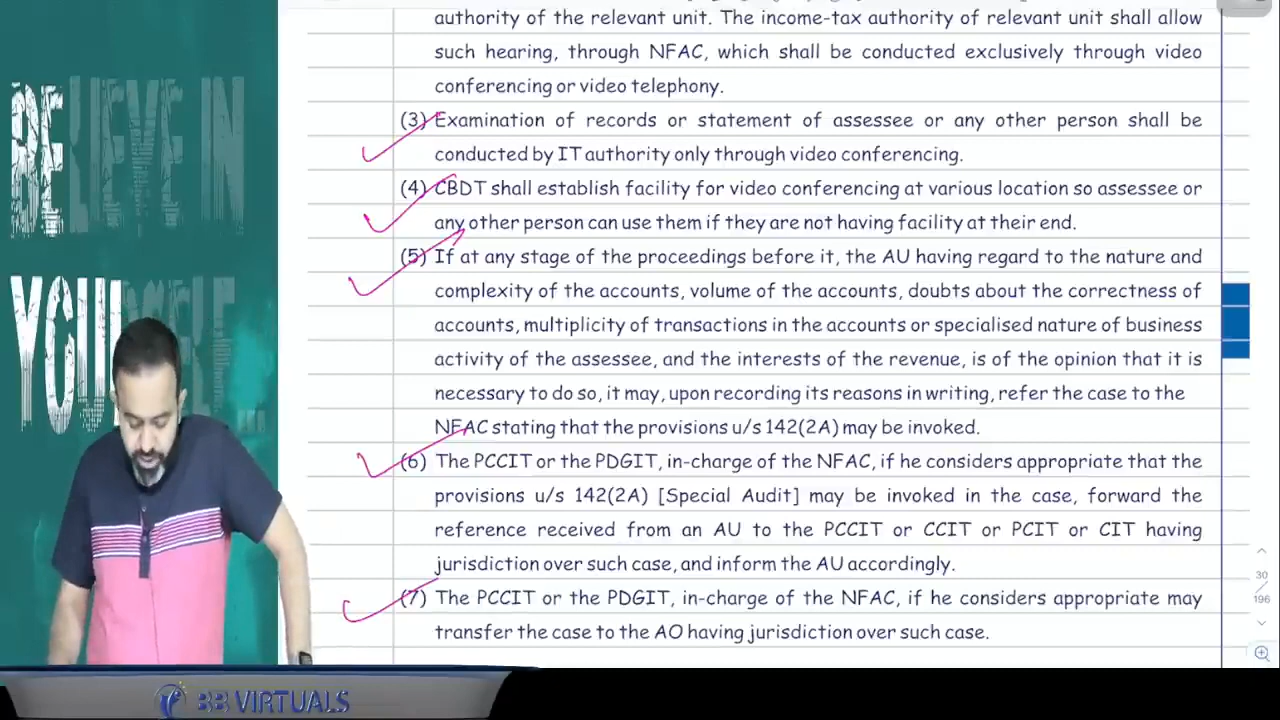 BELIEVE IN
YOURSELF...
authority of the relevant unit. The income-tax authority of relevant unit shall allow
such hearing, through NFAC, which shall be conducted exclusively through video
conferencing or video telephony.
(3) Examination of records or statement of assessee or any other person shall be
conducted by IT authority only through video conferencing.
(4) CBDT shall establish facility for video conferencing at various location so assessee or
any other person can use them if they are not having facility at their end.
(5) If at any stage of the proceedings before it, the AU having regard to the nature and
complexity of the accounts, volume of the accounts, doubts about the correctness of
accounts, multiplicity of transactions in the accounts or specialised nature of business
activity of the assessee, and the interests of the revenue, is of the opinion that it is
necessary to do so, it may, upon recording its reasons in writing, refer the case to the
NFAC stating that the provisions u/s 142(2A) may be invoked.
(6) The PCCIT or the PDGIT, in-charge of the NFAC, if he considers appropriate that the
provisions u/s 142(2A) [Special Audit] may be invoked in the case, forward the
reference received from an AU to the PCCIT or CCIT or PCIT or CIT having
jurisdiction over such case, and inform the AU accordingly.
(7) The PCCIT or the PDGIT, in-charge of the NFAC, if he considers appropriate may
transfer the case to the AO having jurisdiction over such case.
30
196
BB VIRTUALS